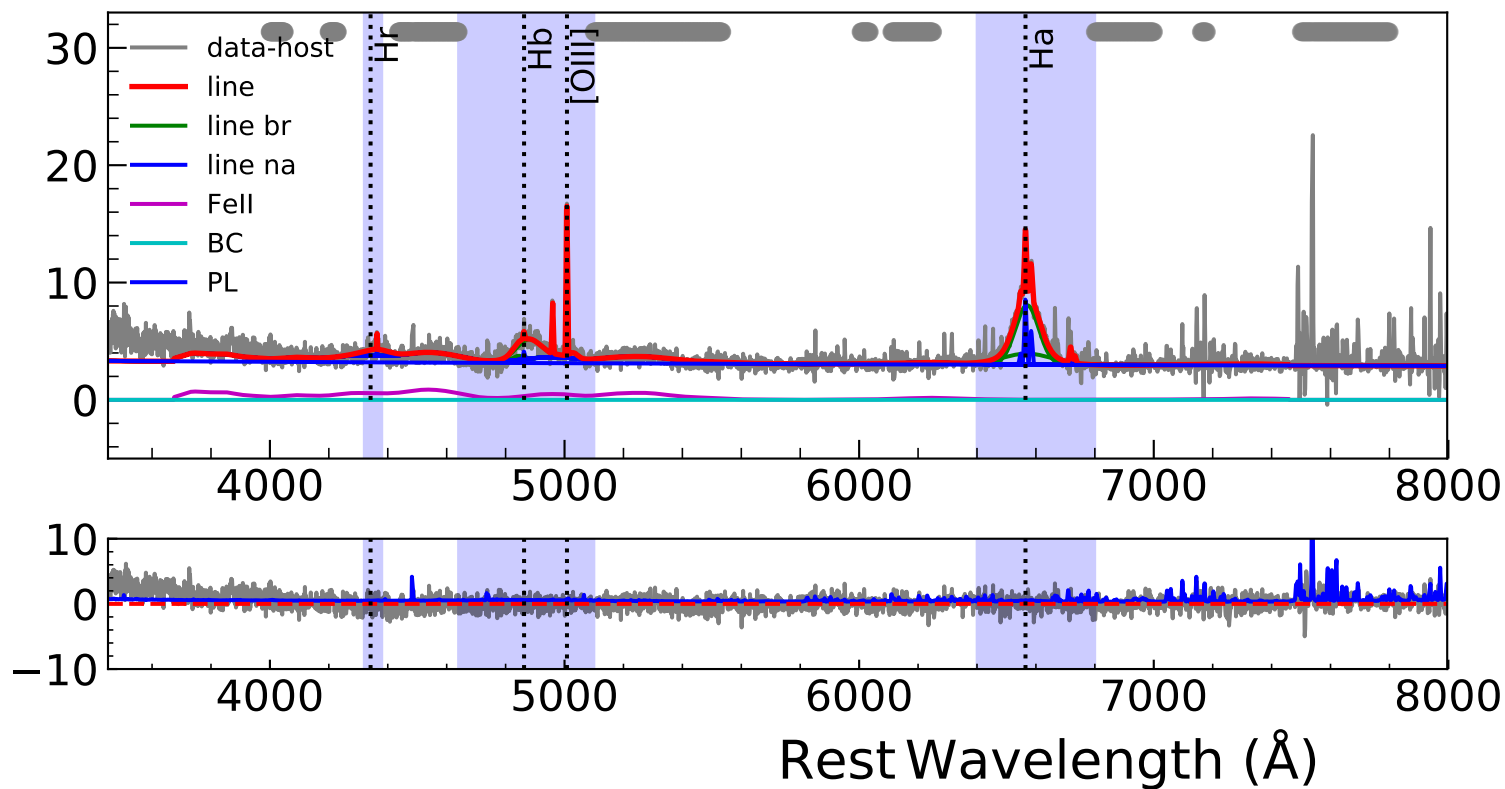 30
20
10
0
data-host
line
line br
line na
FeII
BC
PL
Hr
Hb
[OIII]
Ha
4000 5000 6000 7000 8000
10
0
−10
4000 5000 6000 7000 8000
Rest Wavelength (Å)